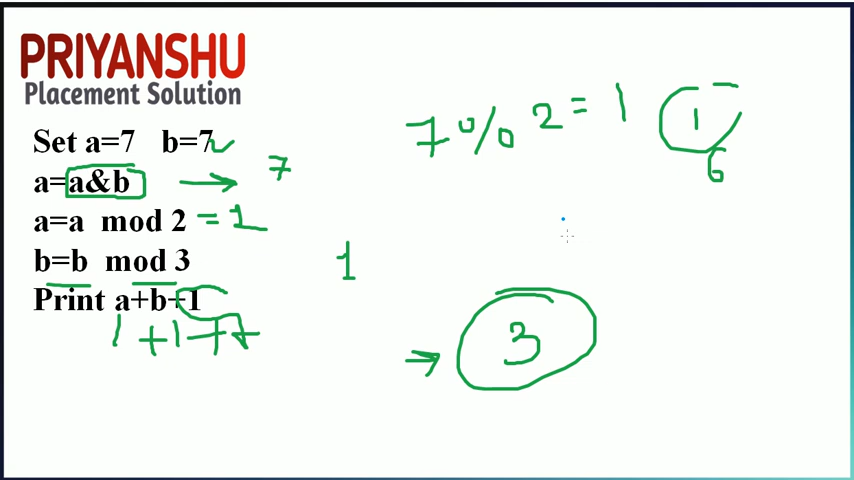 PRIYANSHU
Placement Solution
Set a=7 b=7
a=a&b → 7
a=a mod 2 = 1
b=b mod 3
1
Print a+b+1
1 + 1 +
7 % 2 = 1
1
6
→ 3